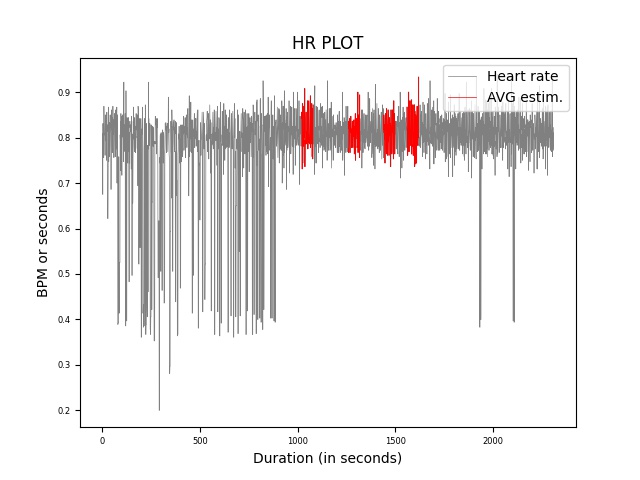 HR PLOT
Heart rate
AVG estim.
0.9
0.8
0.7
0.6
0.5
0.4
0.3
0.2
BPM or seconds
0 500 1000 1500 2000
Duration (in seconds)